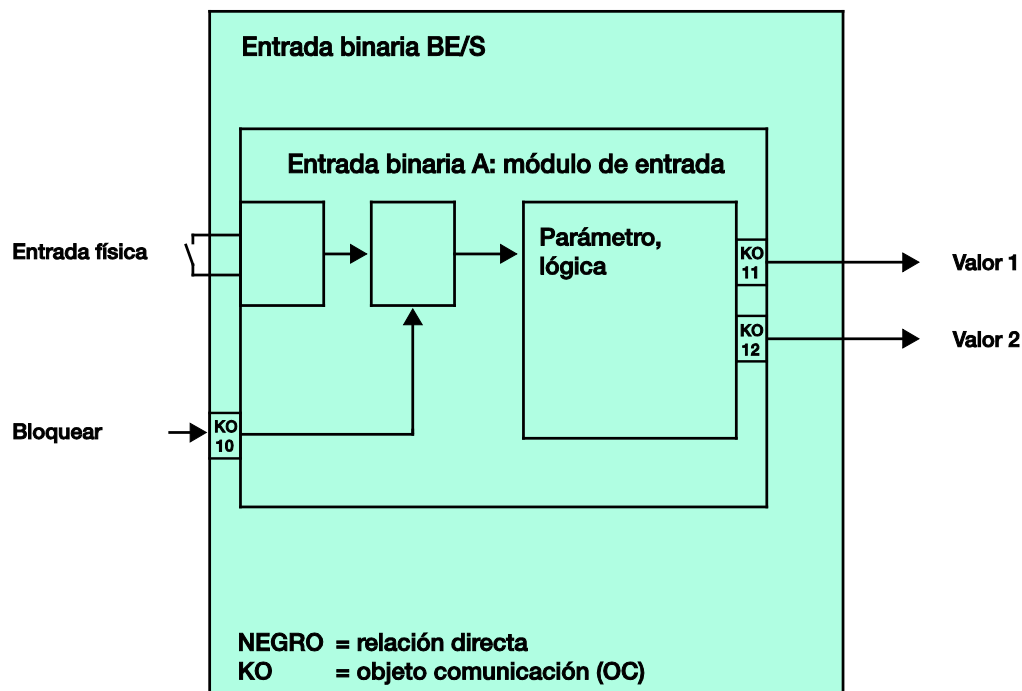 Entrada binaria BE/S
Entrada binaria A: módulo de entrada
Entrada física
Parámetro,
lógica
KO
11
Valor 1
KO
12
Valor 2
Bloquear
KO
10
NEGRO = relación directa
KO = objeto comunicación (OC)